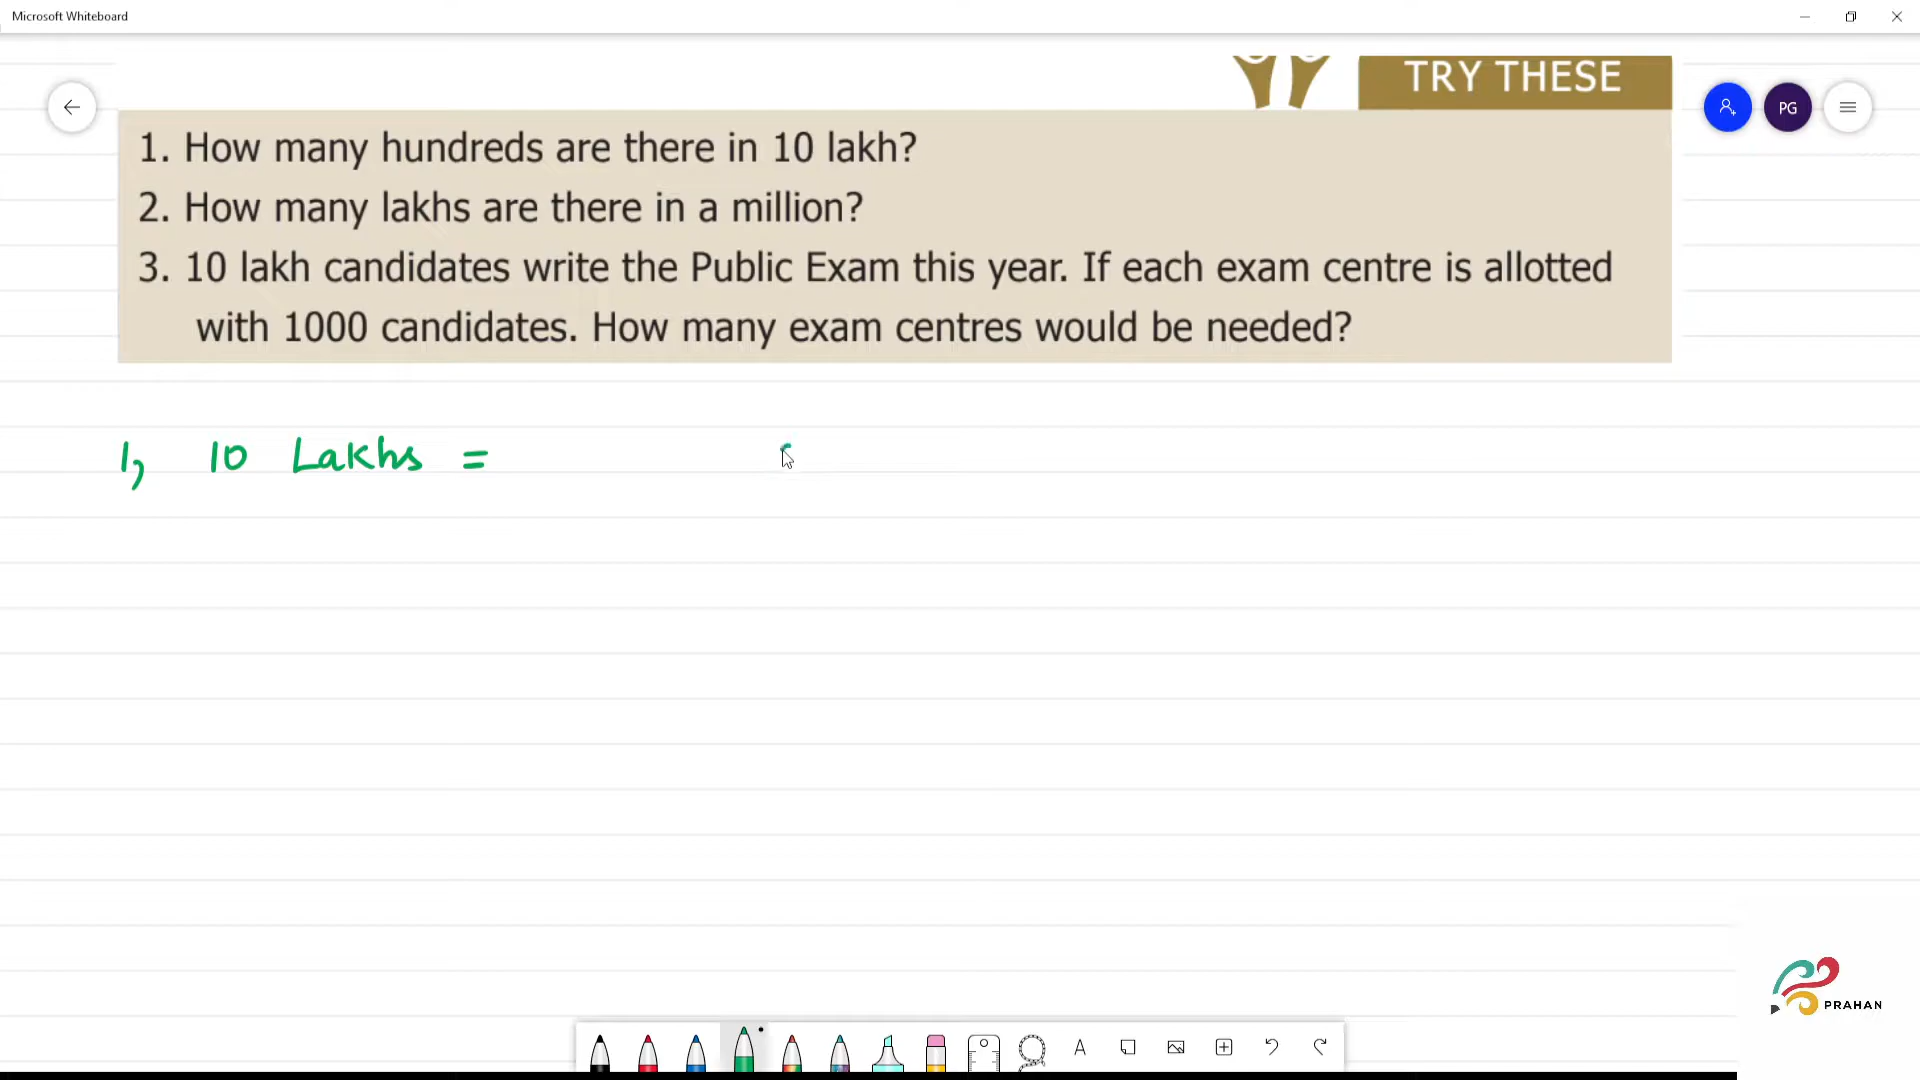 Microsoft Whiteboard
TRY THESE
PG
1. How many hundreds are there in 10 lakh?
2. How many lakhs are there in a million?
3. 10 lakh candidates write the Public Exam this year. If each exam centre is allotted
with 1000 candidates. How many exam centres would be needed?
1, 10 Lakhs =
PRAHAN
A